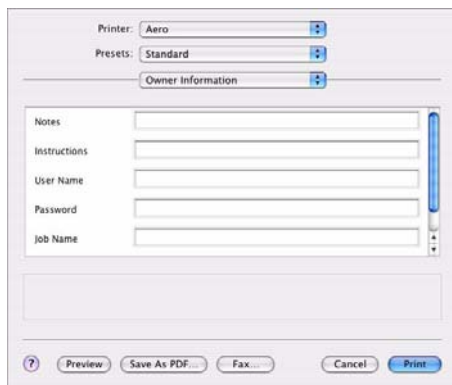 Printer: Aero
Presets: Standard
Owner Information
Notes
Instructions
User Name
Password
Job Name
? Preview Save As PDF... Fax... Cancel Print